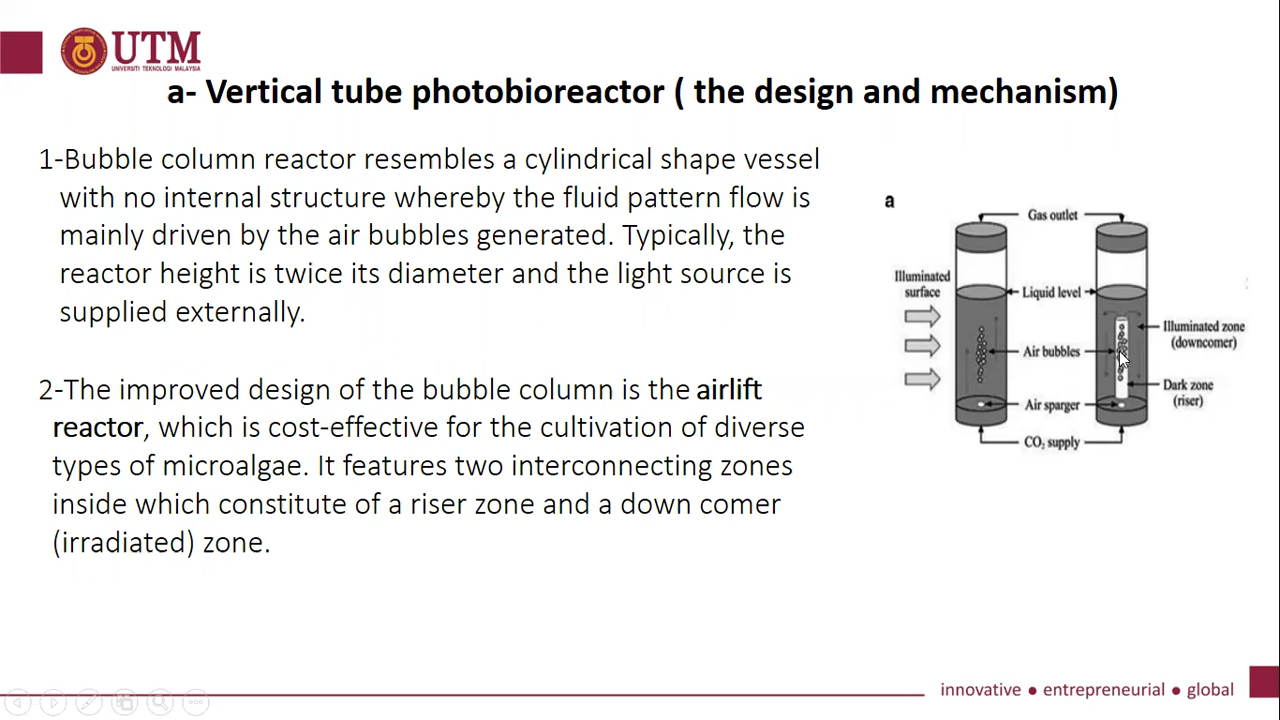 UTM
UNIVERSITI TEKNOLOGI MALAYSIA
a- Vertical tube photobioreactor ( the design and mechanism)
1-Bubble column reactor resembles a cylindrical shape vessel
with no internal structure whereby the fluid pattern flow is
mainly driven by the air bubbles generated. Typically, the
reactor height is twice its diameter and the light source is
supplied externally.
2-The improved design of the bubble column is the airlift
reactor, which is cost-effective for the cultivation of diverse
types of microalgae. It features two interconnecting zones
inside which constitute of a riser zone and a down comer
(irradiated) zone.
a
Gas outlet
Illuminated
surface
Liquid level
Illuminated zone
(downcomer)
Air bubbles
Dark zone
(riser)
Air sparger
CO₂ supply
innovative ● entrepreneurial ● global